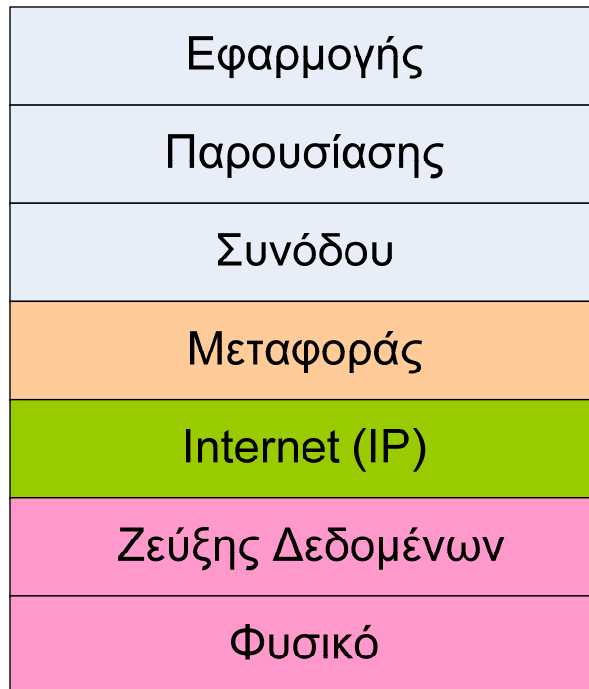 Εφαρμογής
Παρουσίασης
Συνόδου
Μεταφοράς
Internet (IP)
Ζεύξης Δεδομένων
Φυσικό